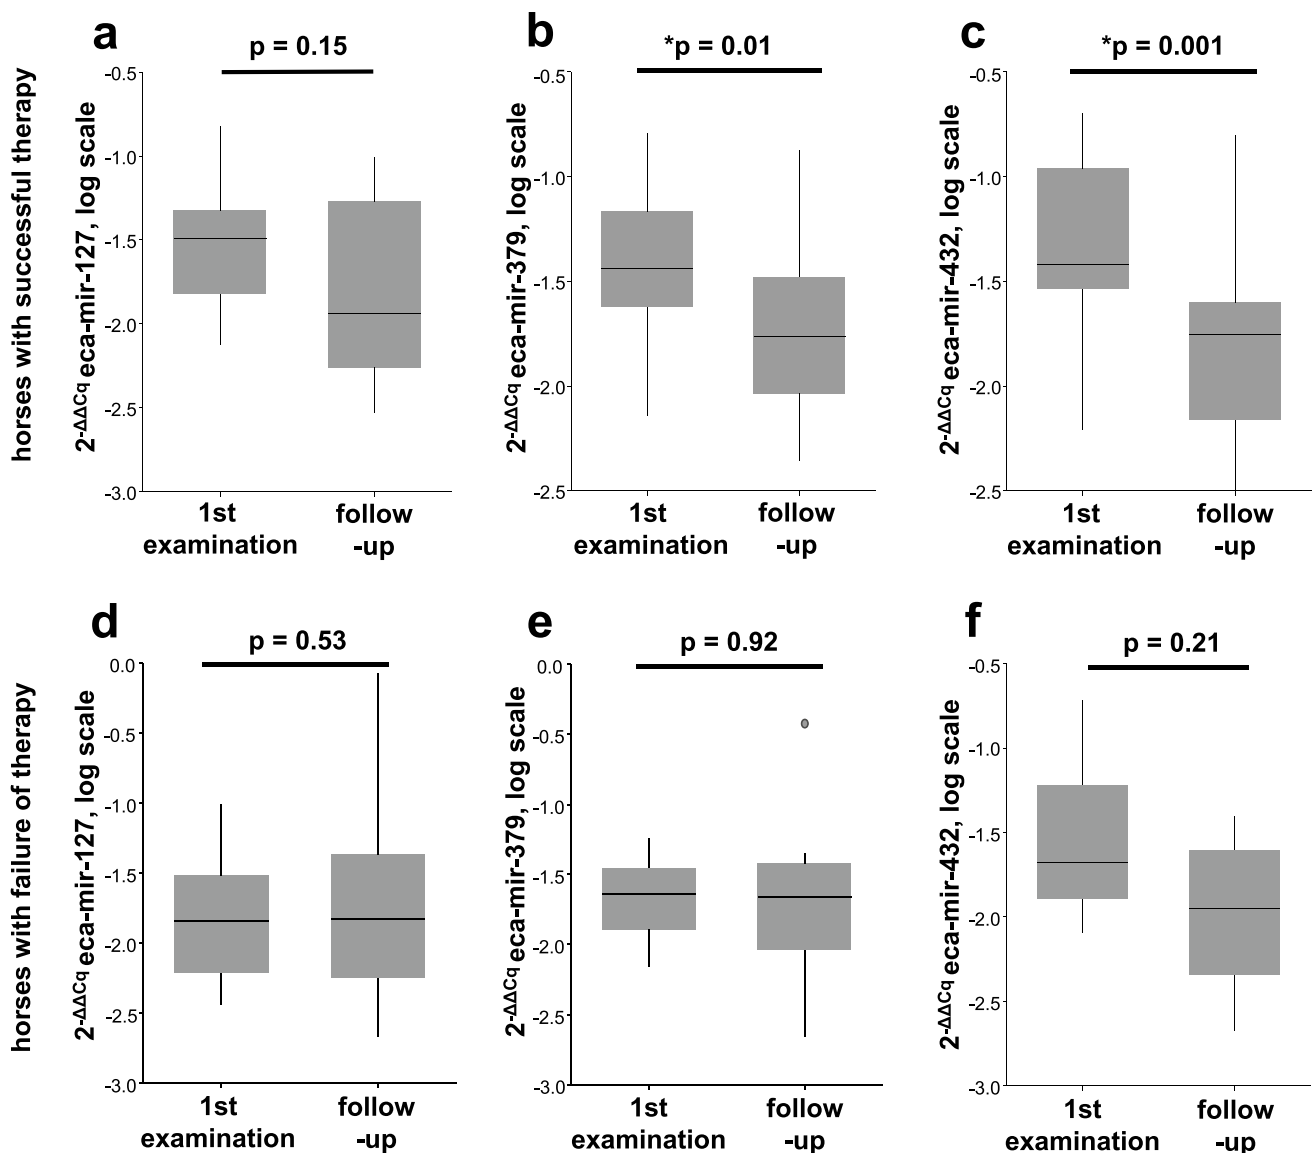 horses with successful therapy
a
p = 0.15
2-ΔΔCq eca-mir-127, log scale
-0.5
-1.0
-1.5
-2.0
-2.5
-3.0
1st
examination
follow
-up
b
*p = 0.01
2-ΔΔCq eca-mir-379, log scale
-0.5
-1.0
-1.5
-2.0
-2.5
1st
examination
follow
-up
c
*p = 0.001
2-ΔΔCq eca-mir-432, log scale
-0.5
-1.0
-1.5
-2.0
-2.5
1st
examination
follow
-up
horses with failure of therapy
d
p = 0.53
2-ΔΔCq eca-mir-127, log scale
0.0
-0.5
-1.0
-1.5
-2.0
-2.5
-3.0
1st
examination
follow
-up
e
p = 0.92
2-ΔΔCq eca-mir-379, log scale
0.0
-0.5
-1.0
-1.5
-2.0
-2.5
-3.0
1st
examination
follow
-up
f
p = 0.21
2-ΔΔCq eca-mir-432, log scale
-0.5
-1.0
-1.5
-2.0
-2.5
-3.0
1st
examination
follow
-up